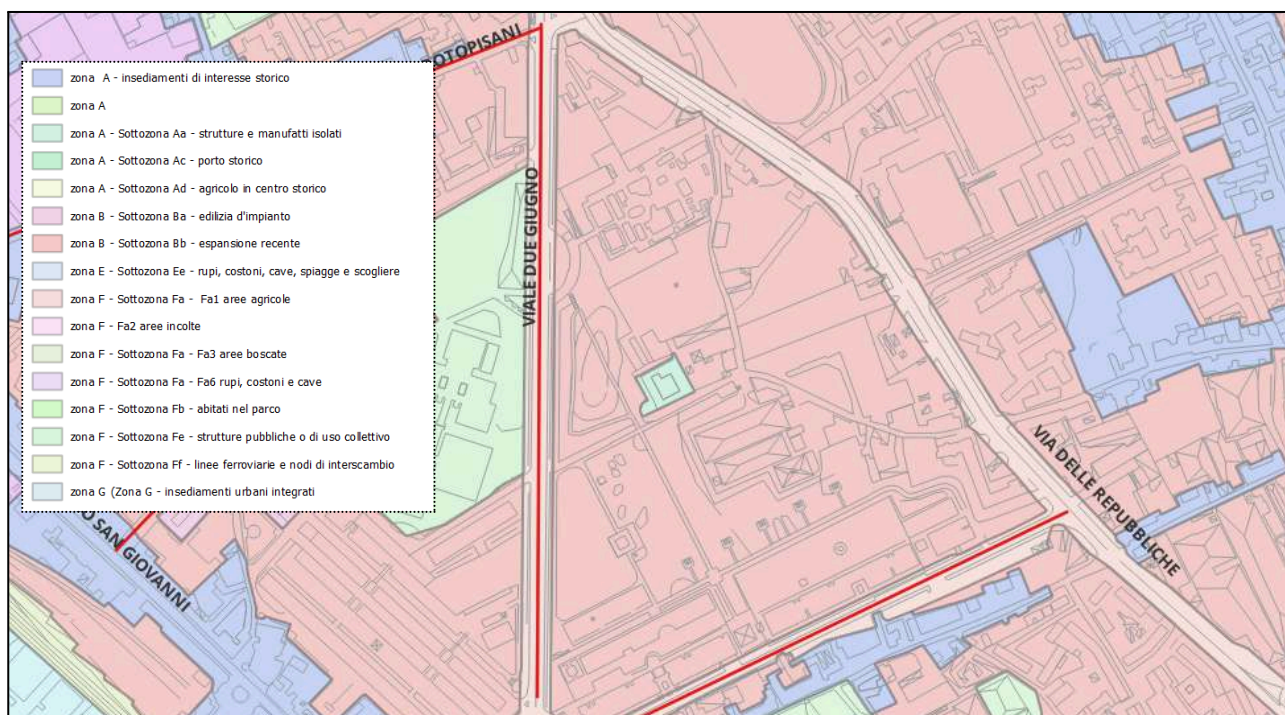 OTOPISANI
zona A - insediamenti di interesse storico
zona A
zona A - Sottozona Aa - strutture e manufatti isolati
zona A - Sottozona Ac - porto storico
zona A - Sottozona Ad - agricolo in centro storico
zona B - Sottozona Ba - edilizia d'impianto
zona B - Sottozona Bb - espansione recente
zona E - Sottozona Ee - rupi, costoni, cave, spiagge e scogliere
zona F - Sottozona Fa - Fa1 aree agricole
zona F - Fa2 aree incolte
zona F - Sottozona Fa - Fa3 aree boscate
zona F - Sottozona Fa - Fa6 rupi, costoni e cave
zona F - Sottozona Fb - abitati nel parco
zona F - Sottozona Fe - strutture pubbliche o di uso collettivo
zona F - Sottozona Ff - linee ferroviarie e nodi di interscambio
zona G (Zona G - insediamenti urbani integrati
VIALE DUE GIUGNO
VIA DELLE REPUBBLICHE
O SAN GIOVANNI